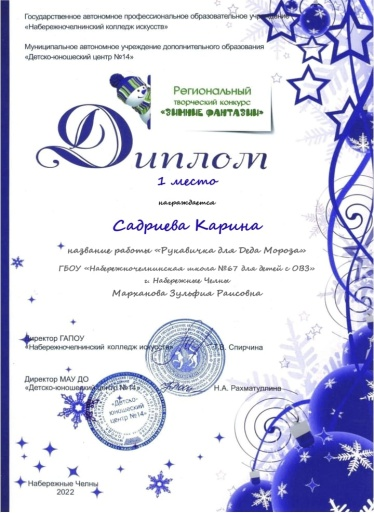 Государственное автономное профессиональное образовательное учреждение
«Набережночелнинский колледж искусств»
Муниципальное автономное учреждение дополнительного образования
«Детско-юношеский центр №14»
Региональный
творческий конкурс
«ЗИМНИЕ ФАНТАЗИИ»
Диплом
1 место
награждается
Садриева Карина
название работы «Рукавичка для Деда Мороза»
ГБОУ «Набережночелнинская школа №67 для детей с ОВЗ»
г. Набережные Челны
Марханова Зульфия Раисовна
Директор ГАПОУ
«Набережночелнинский колледж искусств» Т.В. Спирчина
Директор МАУ ДО
«Детско-юношеский центр №14» Н.А. Рахматуллина
«Детско-
юношеский
центр №14»
Набережные Челны
2022